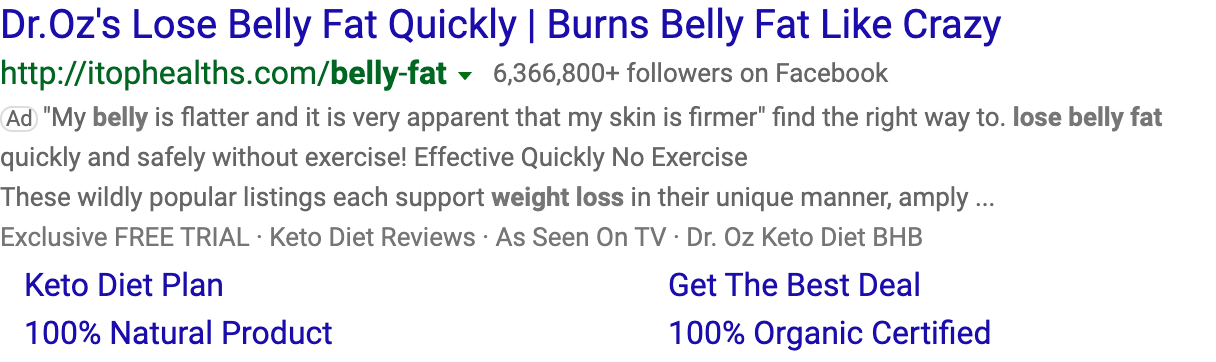 Dr.Oz's Lose Belly Fat Quickly | Burns Belly Fat Like Crazy
http://itophealths.com/belly-fat 6,366,800+ followers on Facebook
Ad "My belly is flatter and it is very apparent that my skin is firmer" find the right way to. lose belly fat
quickly and safely without exercise! Effective Quickly No Exercise
These wildly popular listings each support weight loss in their unique manner, amply ...
Exclusive FREE TRIAL · Keto Diet Reviews · As Seen On TV · Dr. Oz Keto Diet BHB
Keto Diet Plan Get The Best Deal
100% Natural Product 100% Organic Certified